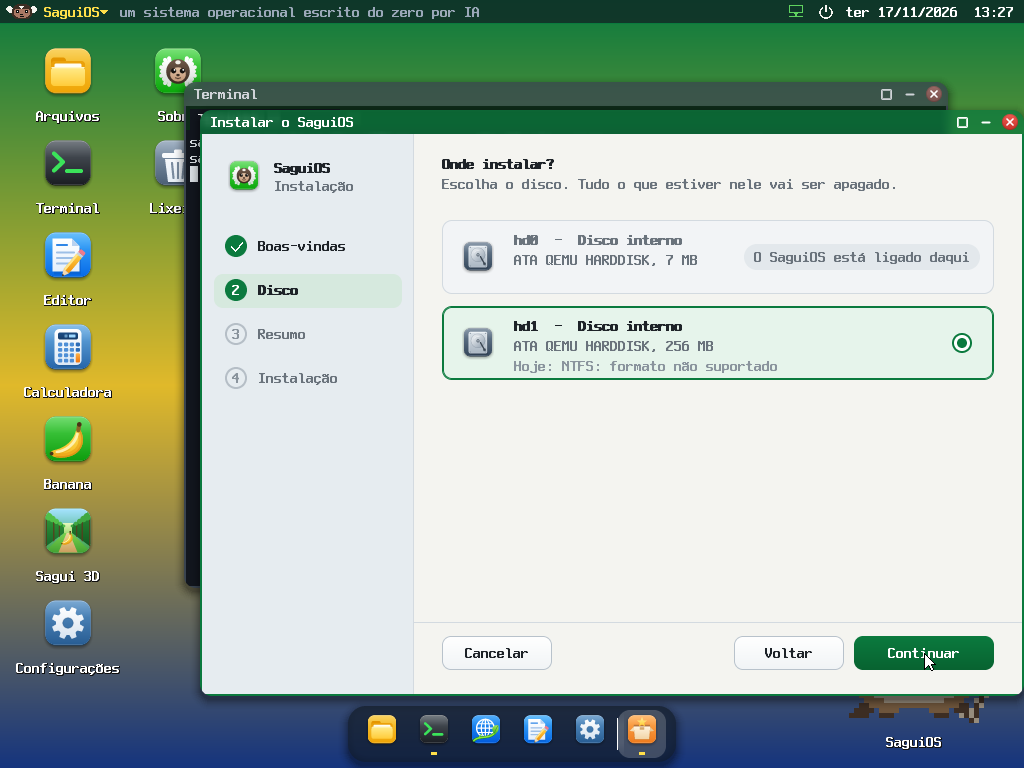 SaguiOS um sistema operacional escrito do zero por IA
ter 17/11/2026 13:27
Arquivos
Terminal
Editor
Calculadora
Banana
Sagui 3D
Configurações
Terminal
Instalar o SaguiOS
SaguiOS
Instalação
Boas-vindas
2 Disco
3 Resumo
4 Instalação
Onde instalar?
Escolha o disco. Tudo o que estiver nele vai ser apagado.
hd0 - Disco interno
ATA QEMU HARDDISK, 7 MB
O SaguiOS está ligado daqui
hd1 - Disco interno
ATA QEMU HARDDISK, 256 MB
Hoje: NTFS: formato não suportado
Cancelar
Voltar
Continuar
SaguiOS